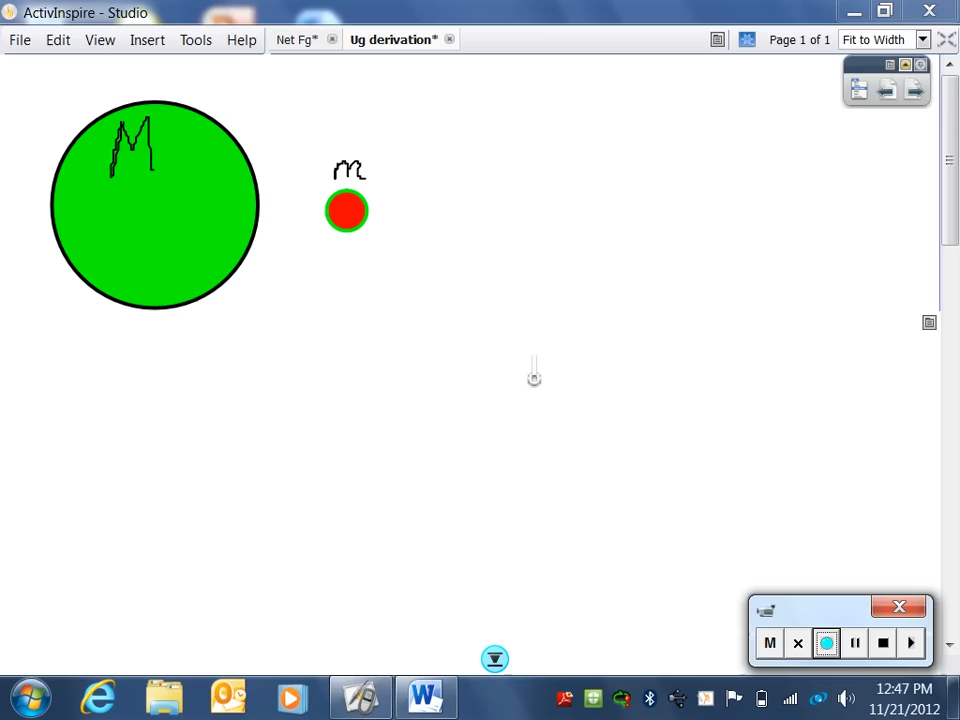 ActivInspire - Studio
File Edit View Insert Tools Help
Net Fg* Ug derivation*
Page 1 of 1 Fit to Width
M
m
M
12:47 PM
11/21/2012